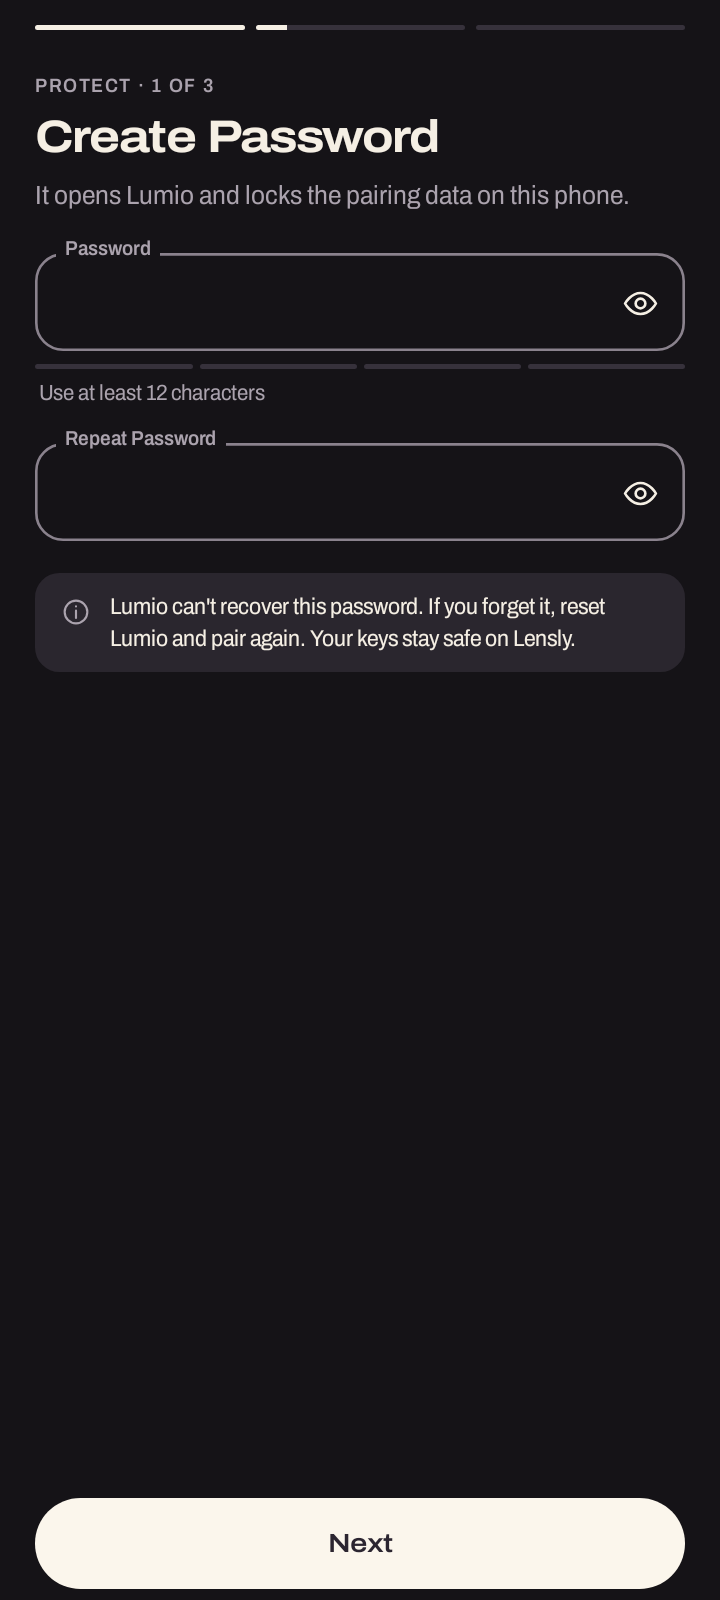 PROTECT · 1 OF 3
Create Password
It opens Lumio and locks the pairing data on this phone.
Password
Use at least 12 characters
Repeat Password
Lumio can't recover this password. If you forget it, reset
Lumio and pair again. Your keys stay safe on Lensly.
Next